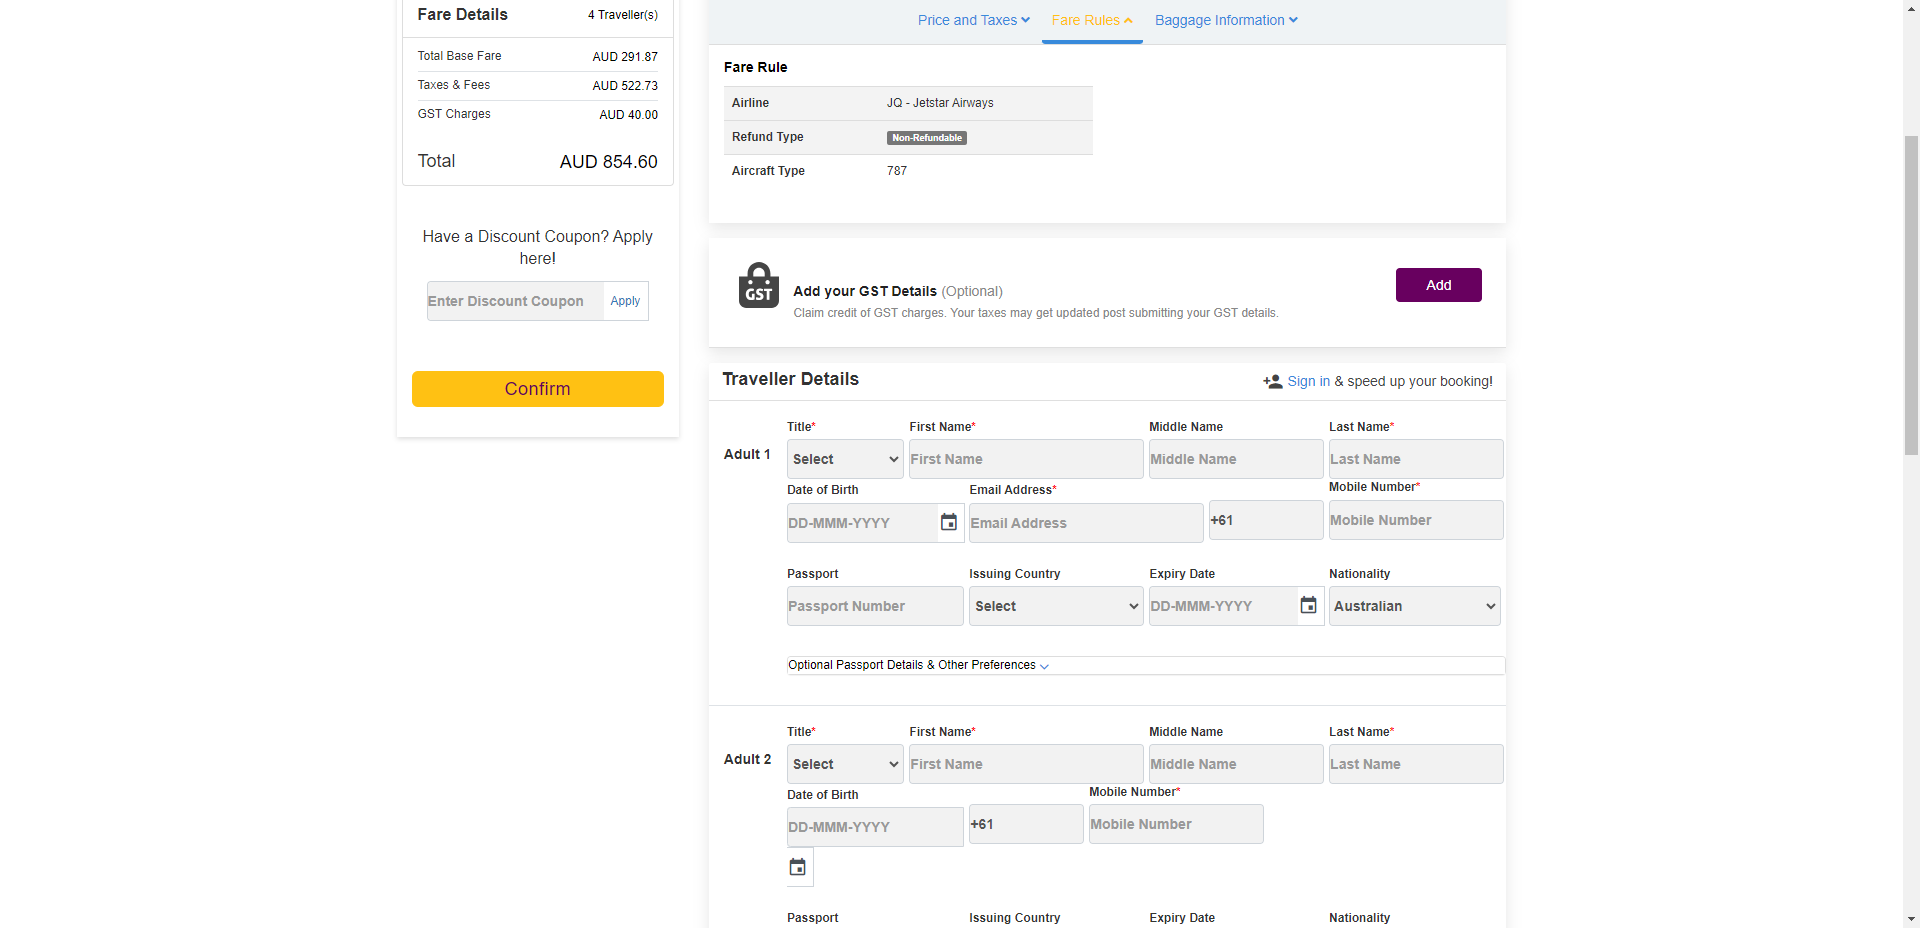 Fare Details 4 Traveller(s)
Total Base Fare AUD 291.87
Taxes & Fees AUD 522.73
GST Charges AUD 40.00
Total AUD 854.60
Have a Discount Coupon? Apply
here!
Enter Discount Coupon Apply
Confirm
Price and Taxes Fare Rules Baggage Information
Fare Rule
Airline JQ - Jetstar Airways
Refund Type Non-Refundable
Aircraft Type 787
GST
Add your GST Details (Optional)
Claim credit of GST charges. Your taxes may get updated post submitting your GST details.
Add
Traveller Details Sign in & speed up your booking!
Title* First Name* Middle Name Last Name*
Adult 1 Select First Name Middle Name Last Name
Date of Birth Email Address* Mobile Number*
DD-MMM-YYYY Email Address +61 Mobile Number
Passport Issuing Country Expiry Date Nationality
Passport Number Select DD-MMM-YYYY Australian
Optional Passport Details & Other Preferences
Title* First Name* Middle Name Last Name*
Adult 2 Select First Name Middle Name Last Name
Date of Birth Mobile Number*
DD-MMM-YYYY +61 Mobile Number
Passport Issuing Country Expiry Date Nationality